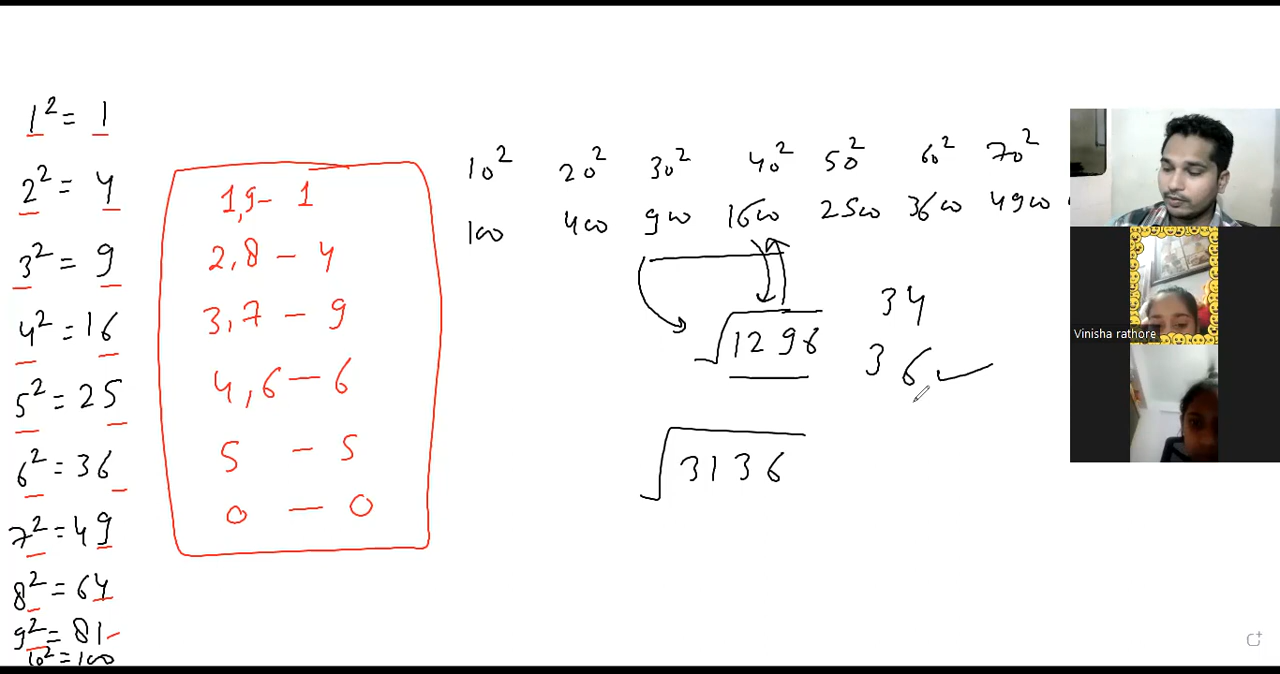 1² = 1
2² = 4
3² = 9
4² = 16
5² = 25
6² = 36
7² = 49
8² = 64
9² = 81
10² = 100
1,9 - 1
2,8 - 4
3,7 - 9
4,6 - 6
5 - 5
0 - 0
10² 20² 30² 40² 50² 60² 70²
100 400 900 1600 2500 3600 4900
√1296
34
36 ✓
√3136
Vinisha rathore